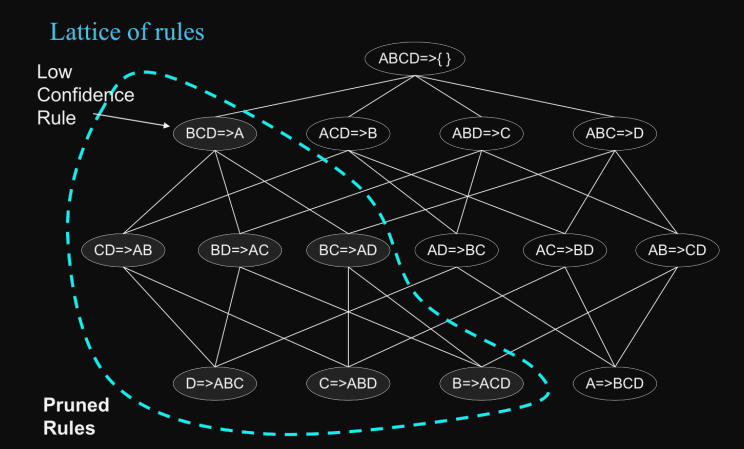 Lattice of rules
ABCD=>{ }
Low
Confidence
Rule
BCD=>A
ACD=>B
ABD=>C
ABC=>D
CD=>AB
BD=>AC
BC=>AD
AD=>BC
AC=>BD
AB=>CD
D=>ABC
C=>ABD
B=>ACD
A=>BCD
Pruned
Rules